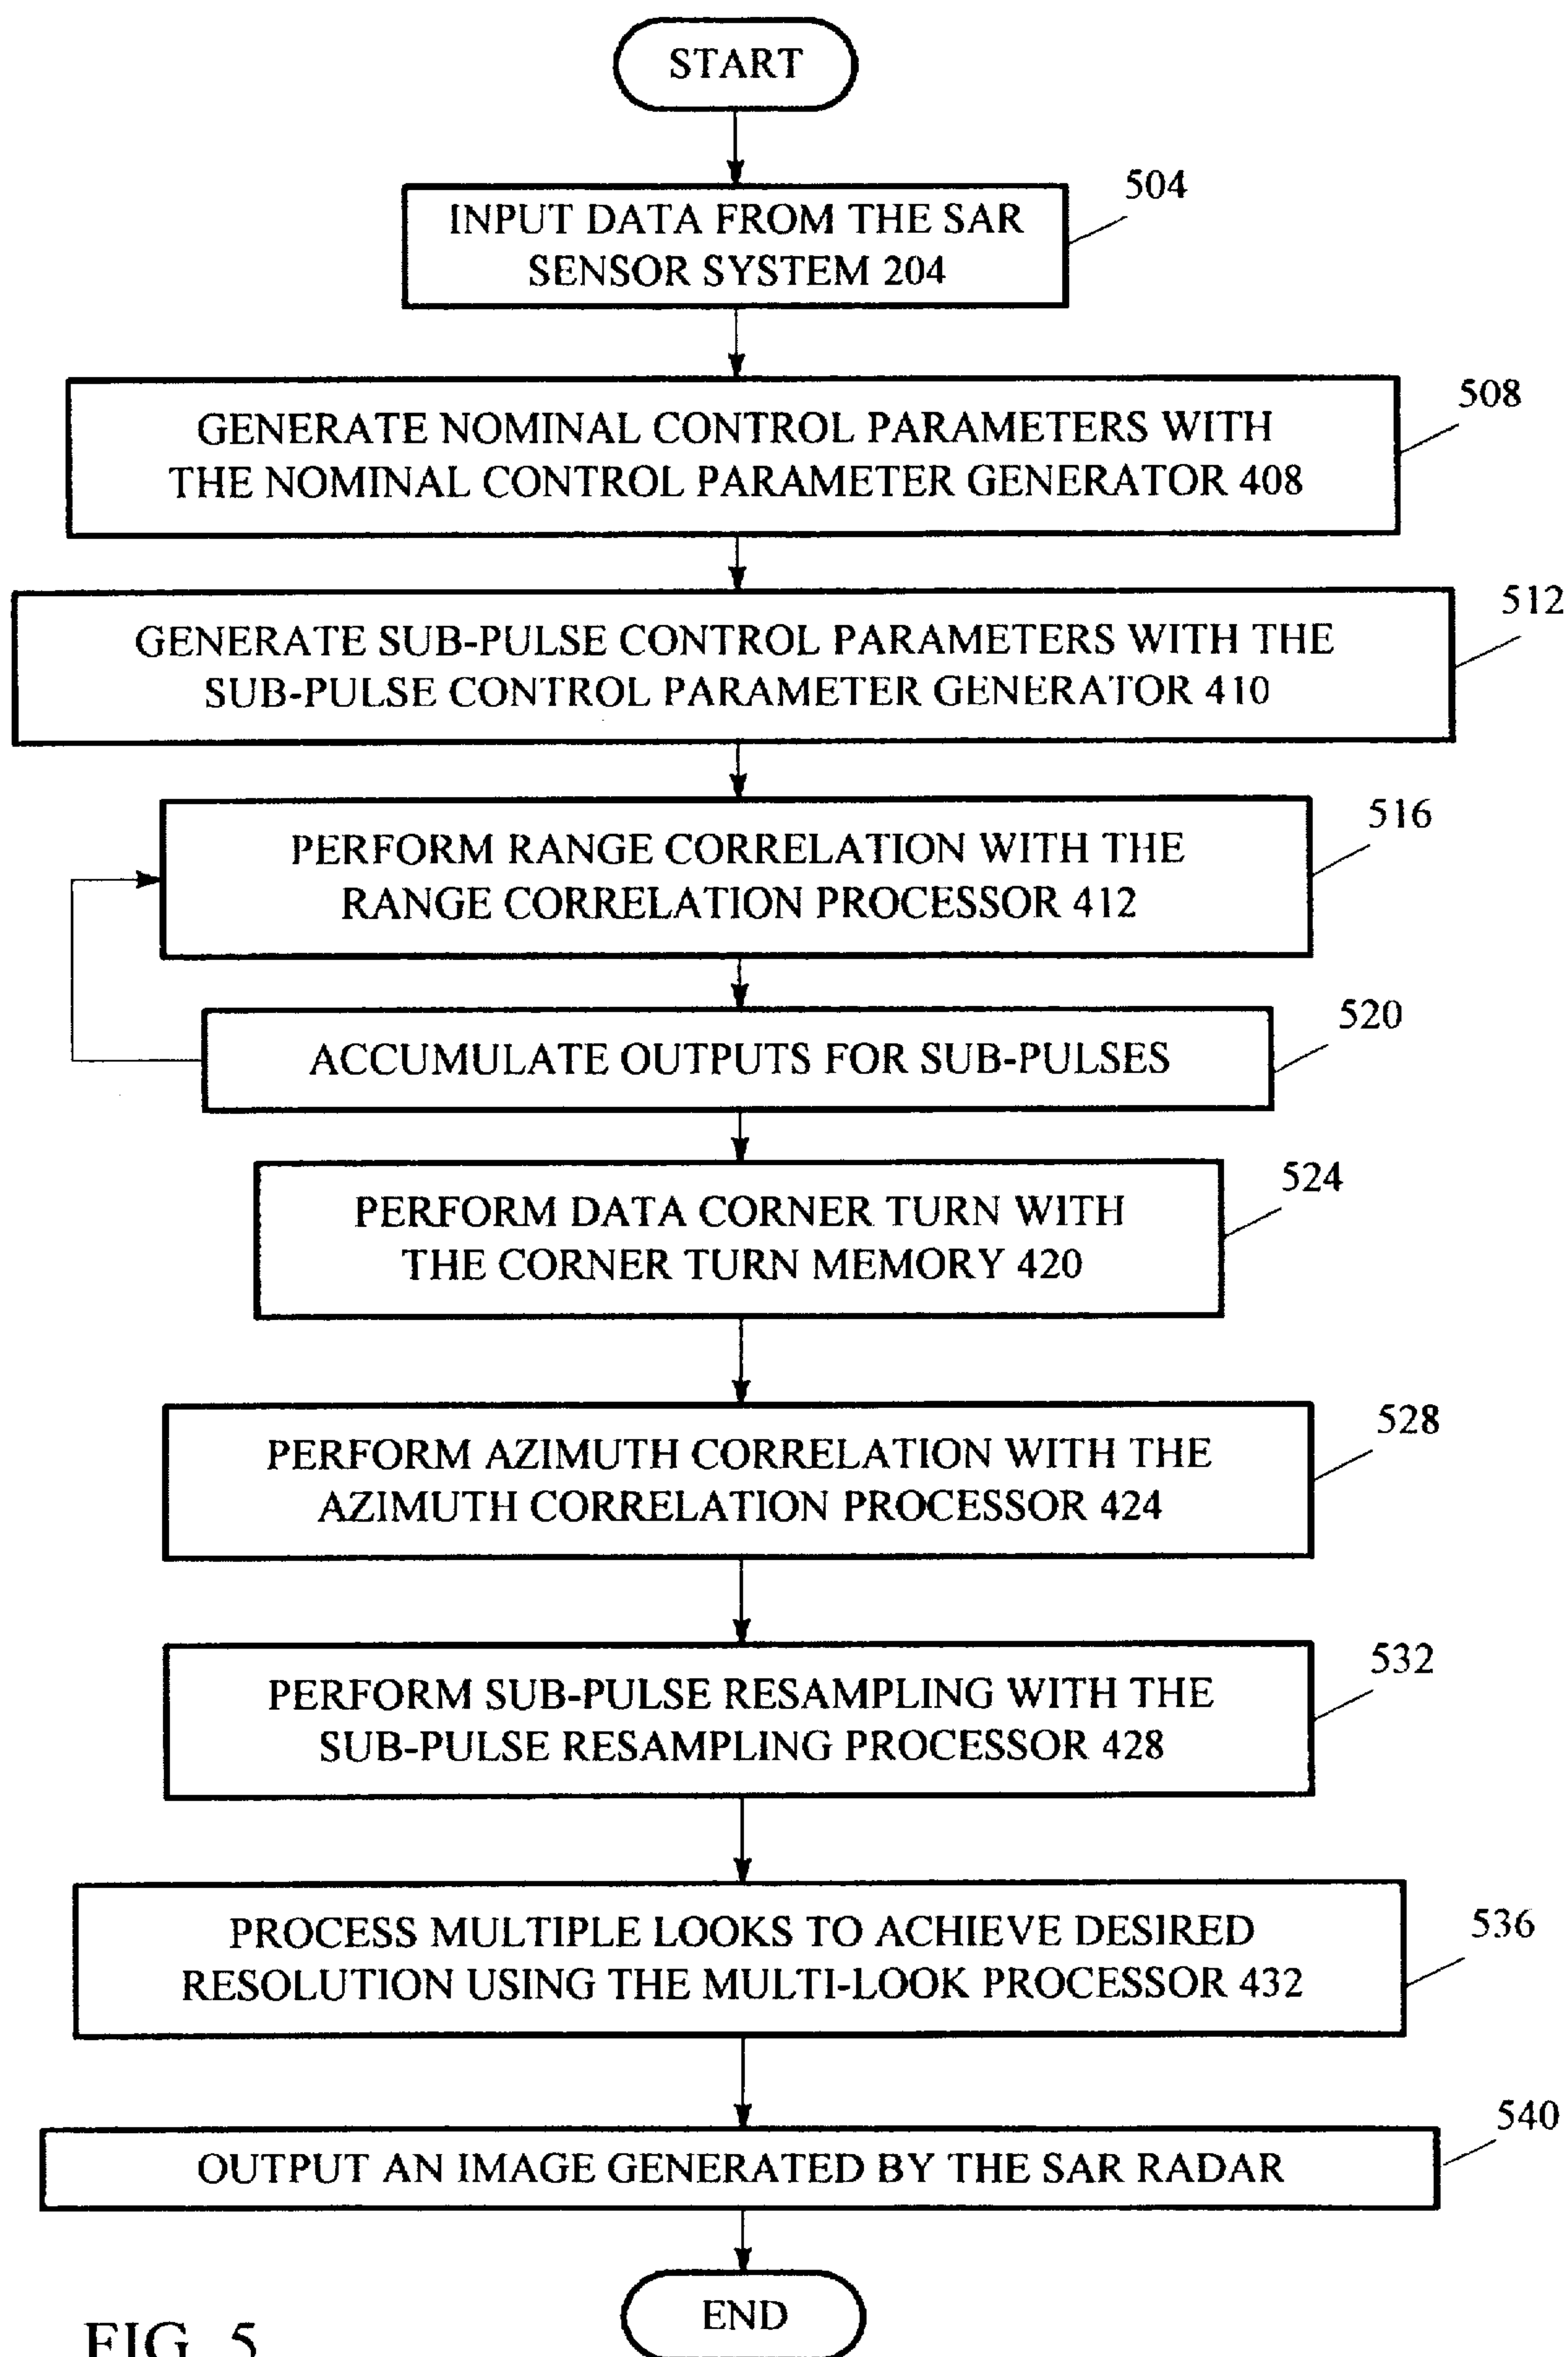 START
504
INPUT DATA FROM THE SAR
SENSOR SYSTEM 204
508
GENERATE NOMINAL CONTROL PARAMETERS WITH
THE NOMINAL CONTROL PARAMETER GENERATOR 408
512
GENERATE SUB-PULSE CONTROL PARAMETERS WITH THE
SUB-PULSE CONTROL PARAMETER GENERATOR 410
516
PERFORM RANGE CORRELATION WITH THE
RANGE CORRELATION PROCESSOR 412
520
ACCUMULATE OUTPUTS FOR SUB-PULSES
524
PERFORM DATA CORNER TURN WITH
THE CORNER TURN MEMORY 420
528
PERFORM AZIMUTH CORRELATION WITH THE
AZIMUTH CORRELATION PROCESSOR 424
532
PERFORM SUB-PULSE RESAMPLING WITH THE
SUB-PULSE RESAMPLING PROCESSOR 428
536
PROCESS MULTIPLE LOOKS TO ACHIEVE DESIRED
RESOLUTION USING THE MULTI-LOOK PROCESSOR 432
540
OUTPUT AN IMAGE GENERATED BY THE SAR RADAR
END
FIG. 5